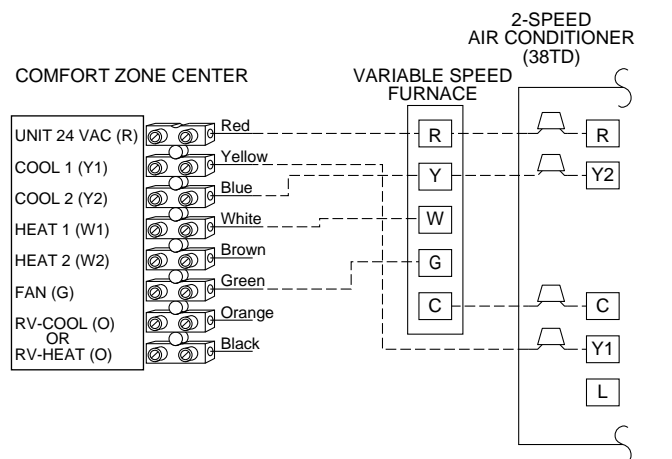 2-SPEED
AIR CONDITIONER
(38TD)
COMFORT ZONE CENTER
VARIABLE SPEED
FURNACE
UNIT 24 VAC (R)
Red
R
R
COOL 1 (Y1)
Yellow
Y
Y2
COOL 2 (Y2)
Blue
HEAT 1 (W1)
White
W
HEAT 2 (W2)
Brown
G
FAN (G)
Green
C
C
RV-COOL (O)
Orange
OR
RV-HEAT (O)
Black
Y1
L